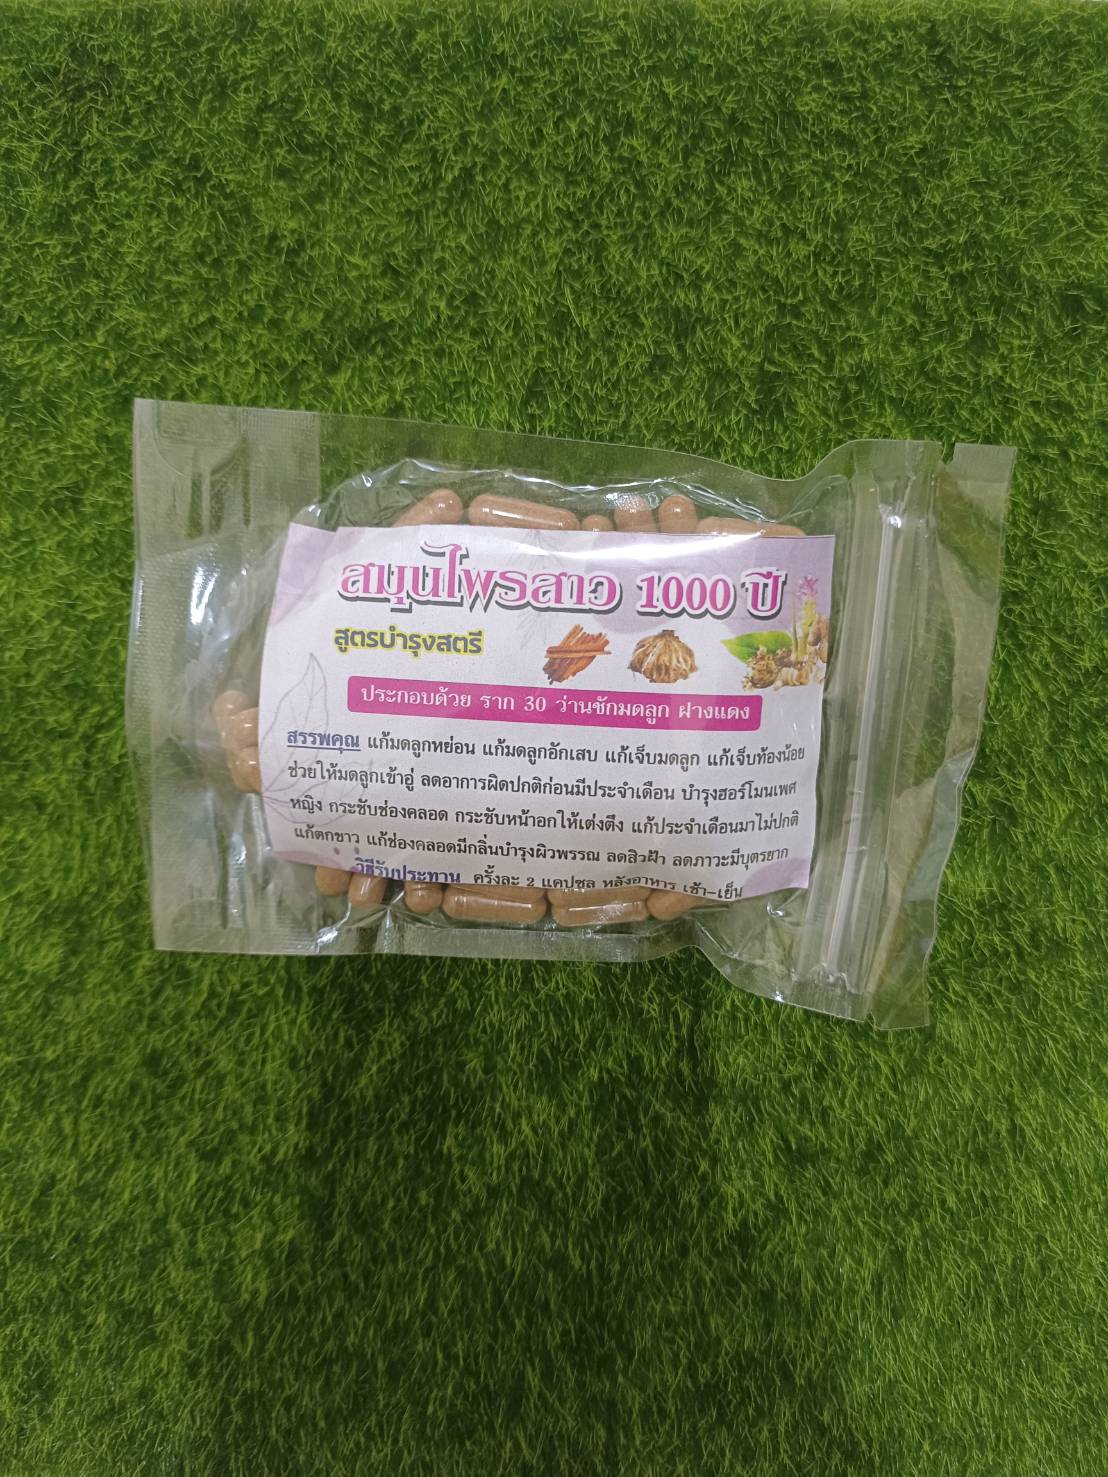 สมุนไพรสาว 1000 ปี
สูตรบำรุงสตรี
ประกอบด้วย ราก 30 ว่านชักมดลูก ฝางแดง
สรรพคุณ แก้มดลูกหย่อน แก้มดลูกอักเสบ แก้เจ็บมดลูก แก้เจ็บท้องน้อย
ช่วยให้มดลูกเข้าอู่ ลดอาการผิดปกติก่อนมีประจำเดือน บำรุงฮอร์โมนเพศ
หญิง กระชับช่องคลอด กระชับหน้าอกให้เต่งตึง แก้ประจำเดือนมาไม่ปกติ
แก้ตกขาว แก้ช่องคลอดมีกลิ่นบำรุงผิวพรรณ ลดสิวฝ้า ลดภาวะมีบุตรยาก
วิธีรับประทาน ครั้งละ 2 แคปซูล หลังอาหาร เช้า-เย็น